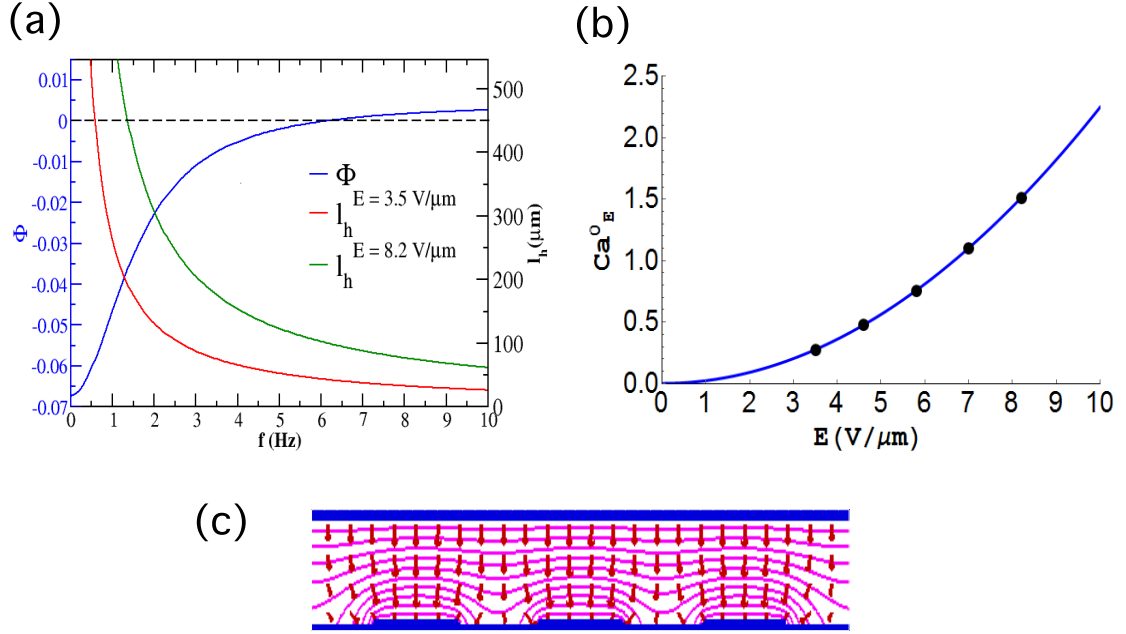 (a)
0.01
0
-0.01
-0.02
-0.03
-0.04
-0.05
-0.06
-0.07
Φ
500
400
300
200
100
0
l_h(μm)
Φ
l_h^E = 3.5 V/μm
l_h^E = 8.2 V/μm
0 1 2 3 4 5 6 7 8 9 10
f (Hz)
(b)
2.5
2.0
1.5
1.0
0.5
0.0
Ca^O_E
0 1 2 3 4 5 6 7 8 9 10
E (V/μm)
(c)